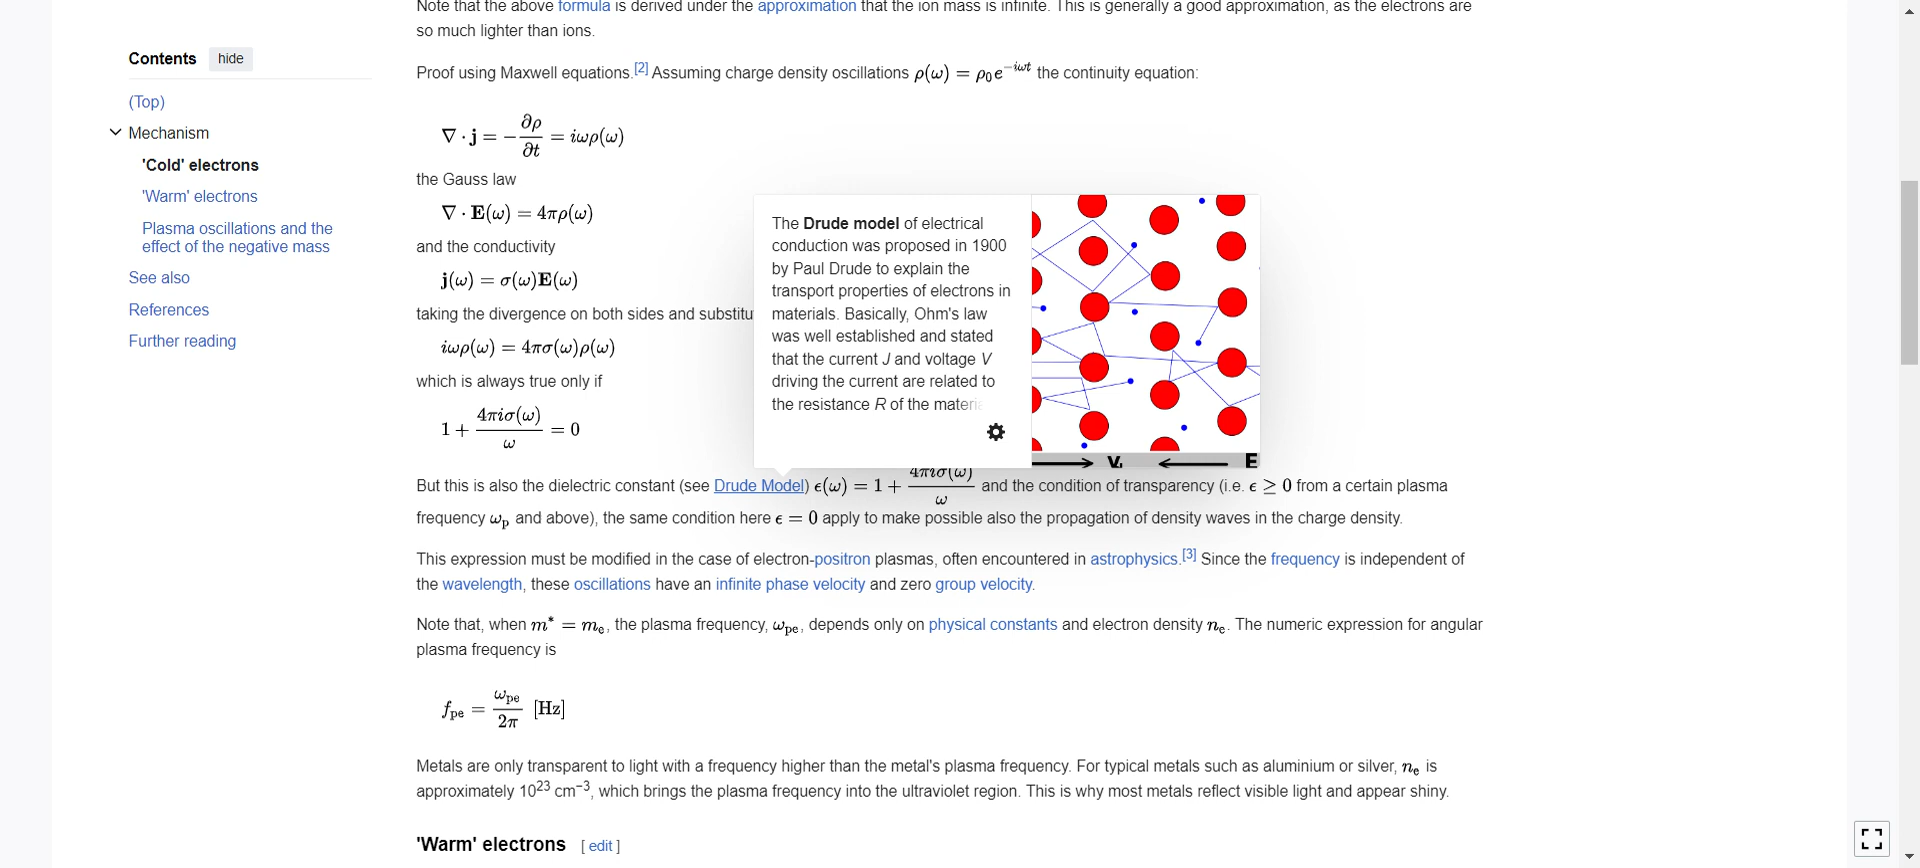 Note that the above formula is derived under the approximation that the ion mass is infinite. This is generally a good approximation, as the electrons are
so much lighter than ions.
Contents hide
(Top)
Mechanism
'Cold' electrons
'Warm' electrons
Plasma oscillations and the
effect of the negative mass
See also
References
Further reading
Proof using Maxwell equations.[2] Assuming charge density oscillations ρ(ω) = ρ₀e^{−iωt} the continuity equation:
∇ · j = −∂ρ/∂t = iωρ(ω)
the Gauss law
∇ · E(ω) = 4πρ(ω)
and the conductivity
j(ω) = σ(ω)E(ω)
taking the divergence on both sides and substitu
iωρ(ω) = 4πσ(ω)ρ(ω)
which is always true only if
1 + 4πiσ(ω)/ω = 0
The Drude model of electrical
conduction was proposed in 1900
by Paul Drude to explain the
transport properties of electrons in
materials. Basically, Ohm's law
was well established and stated
that the current J and voltage V
driving the current are related to
the resistance R of the materia
E
But this is also the dielectric constant (see Drude Model) ϵ(ω) = 1 + 4πiσ(ω)/ω and the condition of transparency (i.e. ϵ ≥ 0 from a certain plasma
frequency ωₚ and above), the same condition here ϵ = 0 apply to make possible also the propagation of density waves in the charge density.
This expression must be modified in the case of electron-positron plasmas, often encountered in astrophysics.[3] Since the frequency is independent of
the wavelength, these oscillations have an infinite phase velocity and zero group velocity.
Note that, when m* = mₑ, the plasma frequency, ω_pe, depends only on physical constants and electron density nₑ. The numeric expression for angular
plasma frequency is
f_pe = ω_pe/2π [Hz]
Metals are only transparent to light with a frequency higher than the metal's plasma frequency. For typical metals such as aluminium or silver, nₑ is
approximately 10²³ cm⁻³, which brings the plasma frequency into the ultraviolet region. This is why most metals reflect visible light and appear shiny.
'Warm' electrons [ edit ]